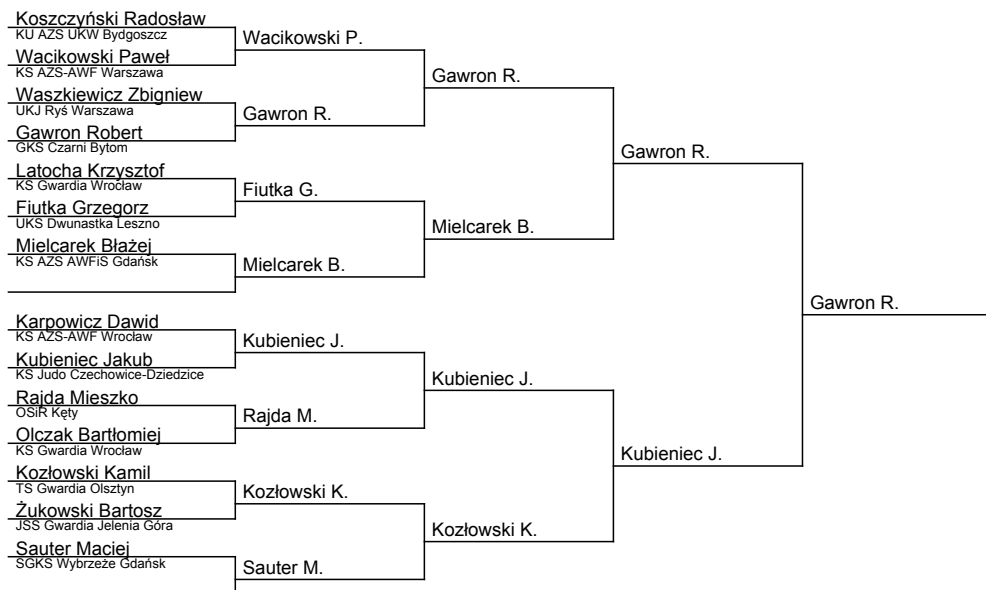 Koszczyński Radosław
KU AZS UKW Bydgoszcz
Wacikowski P.
Wacikowski Paweł
KS AZS-AWF Warszawa
Gawron R.
Waszkiewicz Zbigniew
UKJ Ryś Warszawa
Gawron R.
Gawron Robert
GKS Czarni Bytom
Gawron R.
Latocha Krzysztof
KS Gwardia Wrocław
Fiutka G.
Fiutka Grzegorz
UKS Dwunastka Leszno
Mielcarek B.
Mielcarek Błażej
KS AZS AWFiS Gdańsk
Mielcarek B.
Gawron R.
Karpowicz Dawid
KS AZS-AWF Wrocław
Kubieniec J.
Kubieniec Jakub
KS Judo Czechowice-Dziedzice
Kubieniec J.
Rajda Mieszko
OSiR Kęty
Rajda M.
Olczak Bartłomiej
KS Gwardia Wrocław
Kubieniec J.
Kozłowski Kamil
TS Gwardia Olsztyn
Kozłowski K.
Żukowski Bartosz
JSS Gwardia Jelenia Góra
Kozłowski K.
Sauter Maciej
SGKS Wybrzeże Gdańsk
Sauter M.